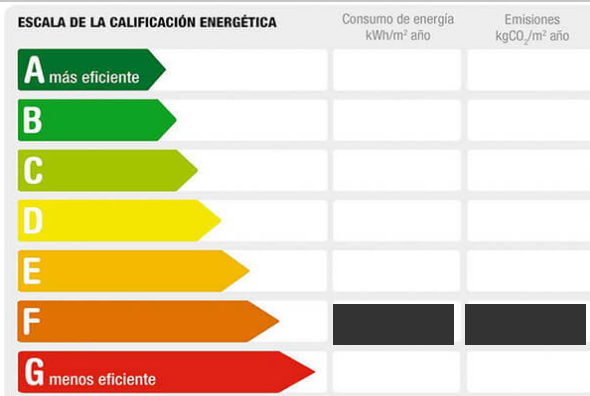 ESCALA DE LA CALIFICACIÓN ENERGÉTICA
Consumo de energía
kWh/m² año
Emisiones
kgCO₂/m² año
A más eficiente
B
C
D
E
F
G menos eficiente